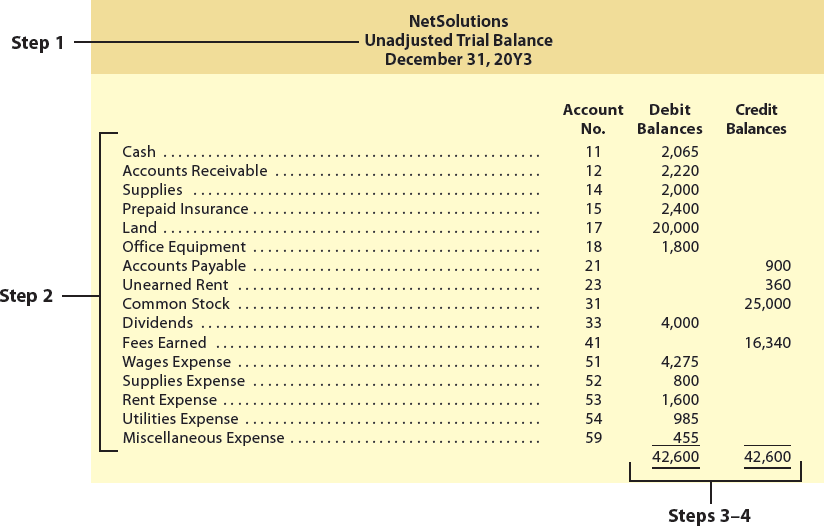 NetSolutions
Step 1
Unadjusted Trial Balance
December 31, 20Y3
Account No. Debit Balances Credit Balances
Step 2
Cash 11 2,065
Accounts Receivable 12 2,220
Supplies 14 2,000
Prepaid Insurance 15 2,400
Land 17 20,000
Office Equipment 18 1,800
Accounts Payable 21 900
Unearned Rent 23 360
Common Stock 31 25,000
Dividends 33 4,000
Fees Earned 41 16,340
Wages Expense 51 4,275
Supplies Expense 52 800
Rent Expense 53 1,600
Utilities Expense 54 985
Miscellaneous Expense 59 455
42,600 42,600
Steps 3–4